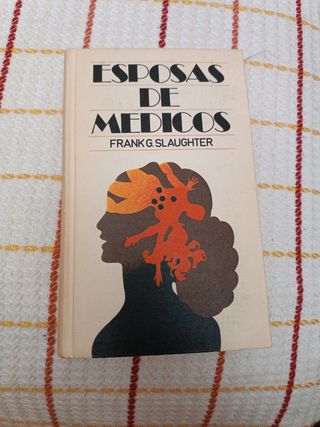 ESPOSAS
DE
MEDICOS
FRANK G. SLAUGHTER